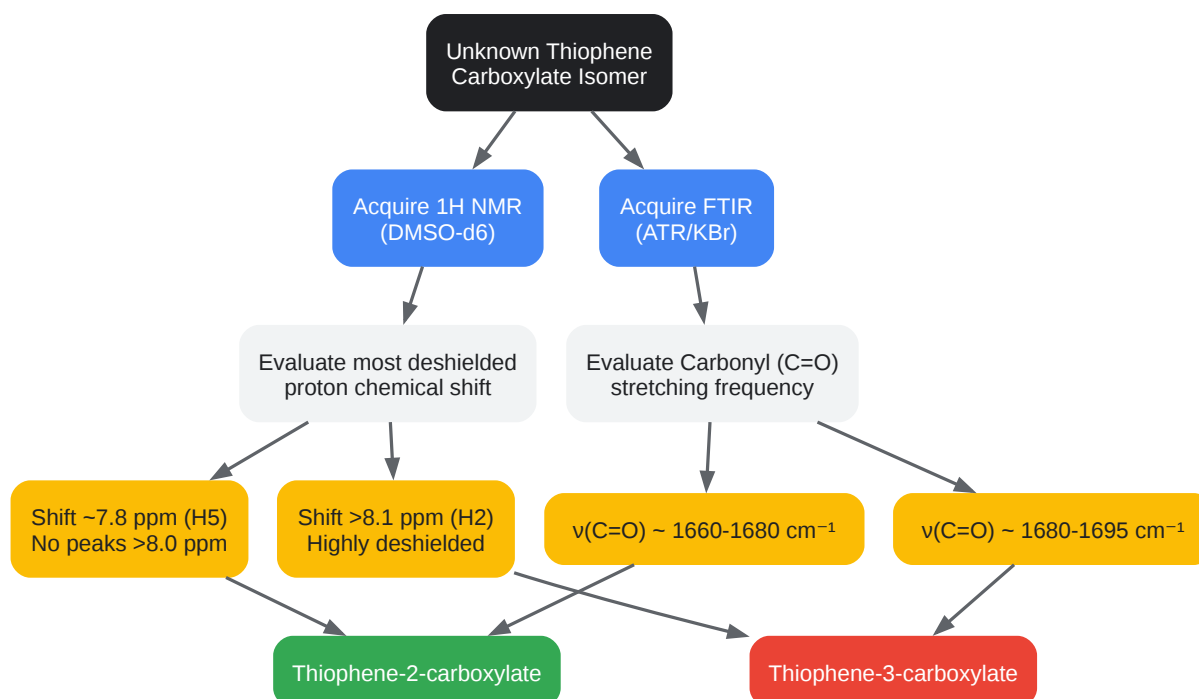 Unknown Thiophene
Carboxylate Isomer
Acquire 1H NMR
(DMSO-d6)
Acquire FTIR
(ATR/KBr)
Evaluate most deshielded
proton chemical shift
Evaluate Carbonyl (C=O)
stretching frequency
Shift ~7.8 ppm (H5)
No peaks >8.0 ppm
Shift >8.1 ppm (H2)
Highly deshielded
ν(C=O) ~ 1660-1680 cm⁻¹
ν(C=O) ~ 1680-1695 cm⁻¹
Thiophene-2-carboxylate
Thiophene-3-carboxylate